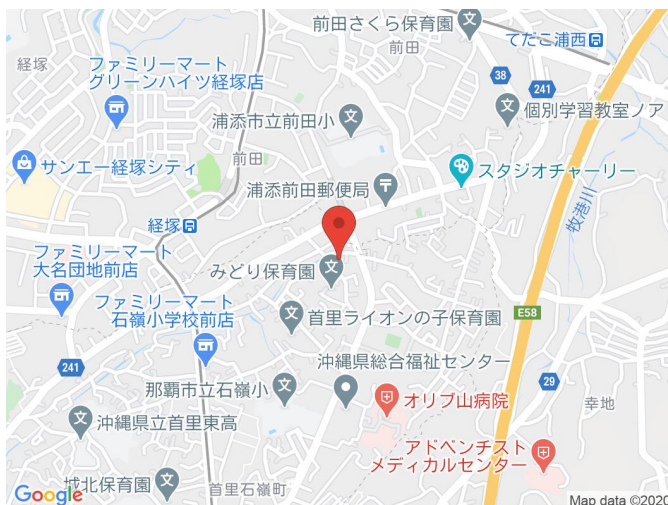 前田さくら保育園
前田
てだこ浦西
経塚
ファミリーマート
グリーンハイツ経塚店
38
241
個別学習教室ノア
浦添市立前田小
サンエー経塚シティ
前田
スタジオチャーリー
浦添前田郵便局
牧港川
経塚
ファミリーマート
大名団地前店
みどり保育園
ファミリーマート
石嶺小学校前店
首里ライオンの子保育園
E58
沖縄県総合福祉センター
241
29
那覇市立石嶺小
オリブ山病院
幸地
沖縄県立首里東高
アドベンチスト
メディカルセンター
城北保育園
首里石嶺町
Google
Map data ©2020